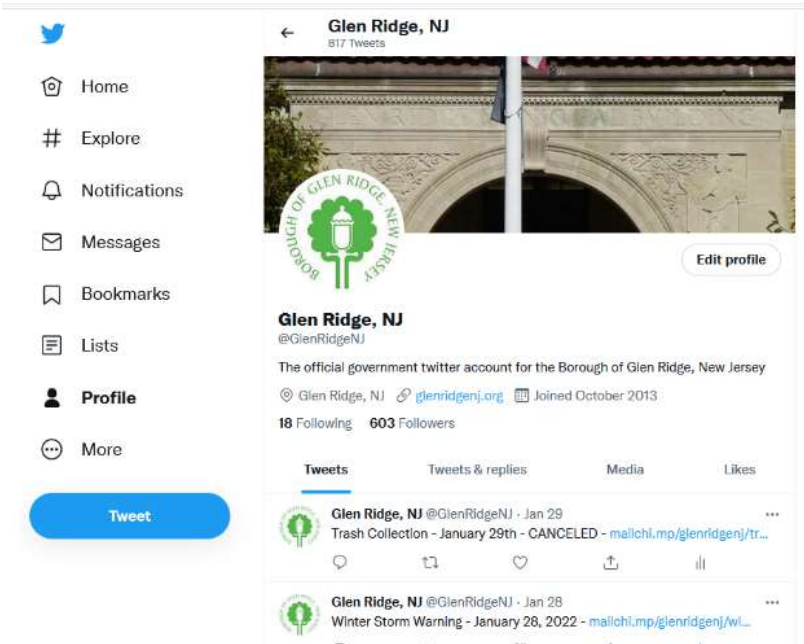 Glen Ridge, NJ
817 Tweets
Home
Explore
Notifications
Messages
Bookmarks
Lists
Profile
More
Tweet
BOROUGH OF GLEN RIDGE, NEW JERSEY
Edit profile
Glen Ridge, NJ
@GlenRidgeNJ
The official government twitter account for the Borough of Glen Ridge, New Jersey
Glen Ridge, NJ glenridgenj.org Joined October 2013
18 Following 603 Followers
Tweets Tweets & replies Media Likes
Glen Ridge, NJ @GlenRidgeNJ · Jan 29
Trash Collection - January 29th - CANCELED - mailchi.mp/glenridgenj/tr...
Glen Ridge, NJ @GlenRidgeNJ · Jan 28
Winter Storm Warning - January 28, 2022 - mailchi.mp/glenridgenj/wi...